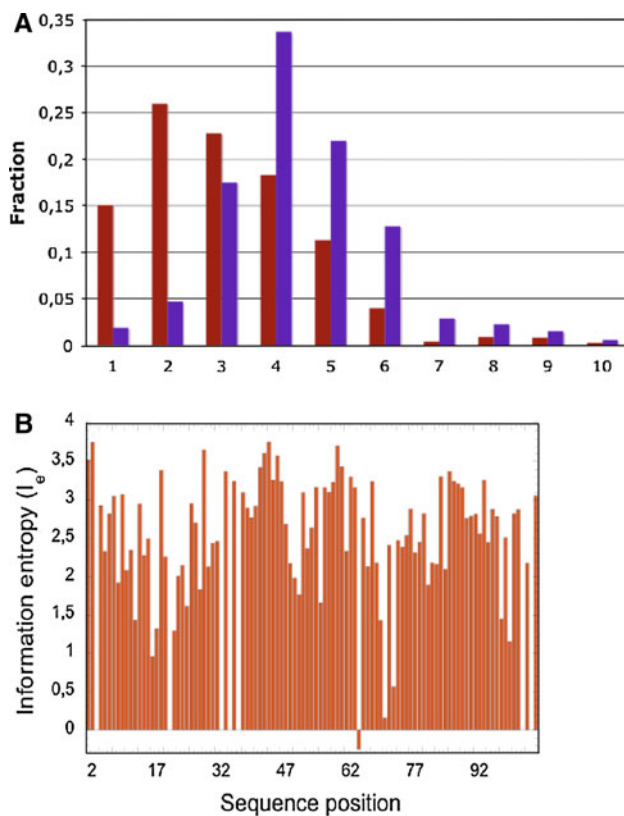 A
0,35
0,3
0,25
0,2
0,15
0,1
0,05
0
Fraction
1 2 3 4 5 6 7 8 9 10
B
4
3,5
3
2,5
2
1,5
1
0,5
0
Information entropy (I_e)
2 17 32 47 62 77 92
Sequence position